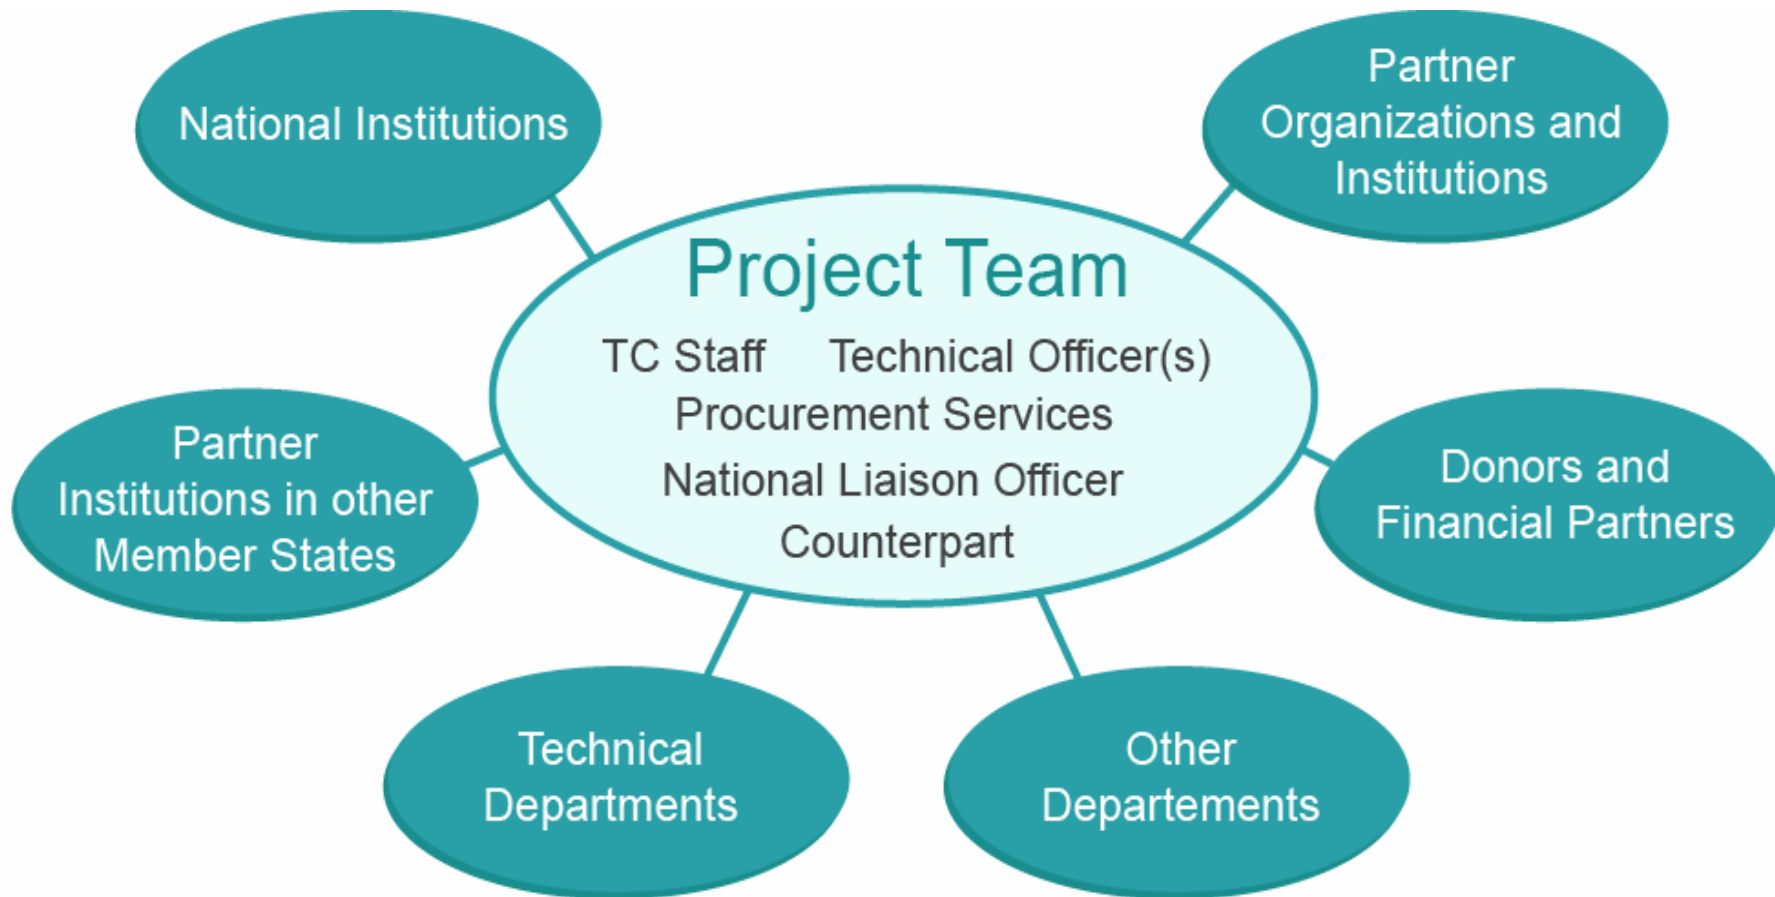 National Institutions
Partner
Organizations and
Institutions
Project Team
TC Staff Technical Officer(s)
Procurement Services
National Liaison Officer
Counterpart
Partner
Institutions in other
Member States
Donors and
Financial Partners
Technical
Departments
Other
Departements